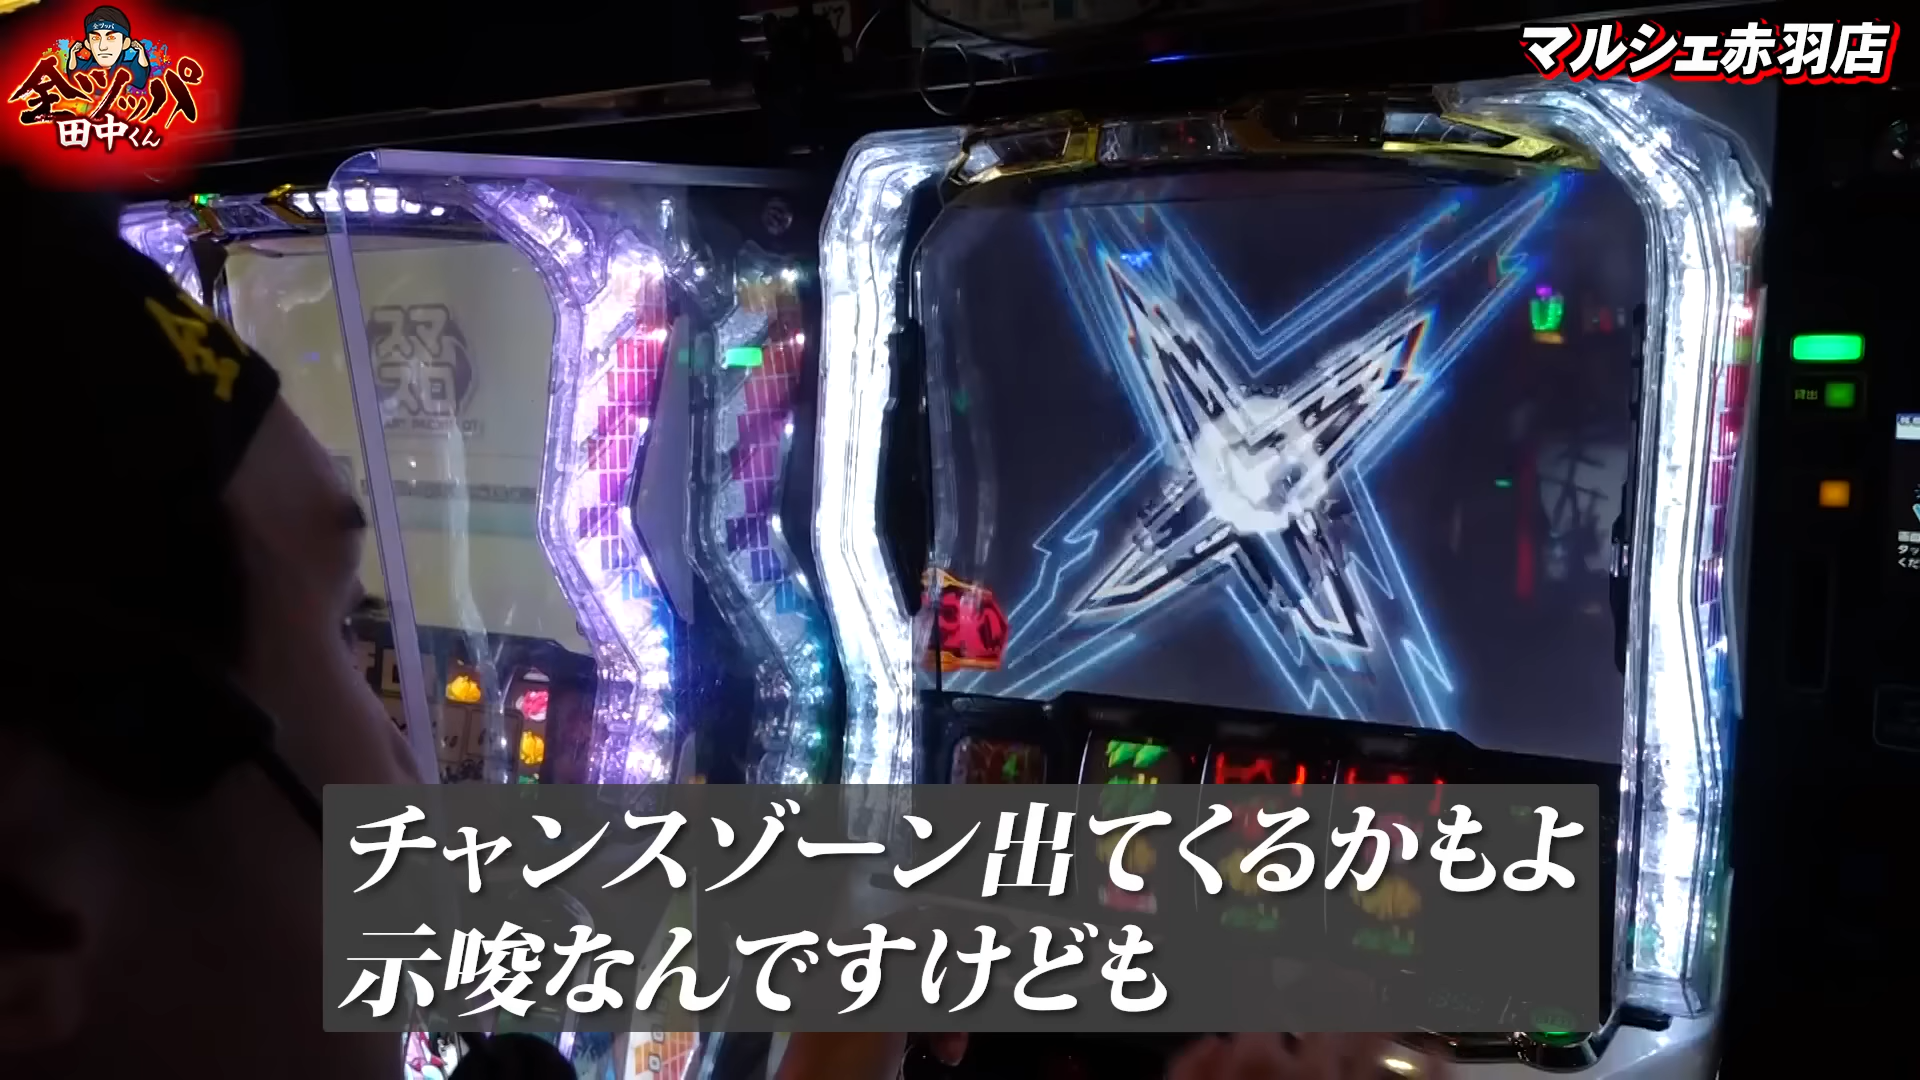 全ツッパ
田中くん
マルシェ赤羽店
スマ
スロ
貸出
チャンスゾーン出てくるかもよ
示唆なんですけども